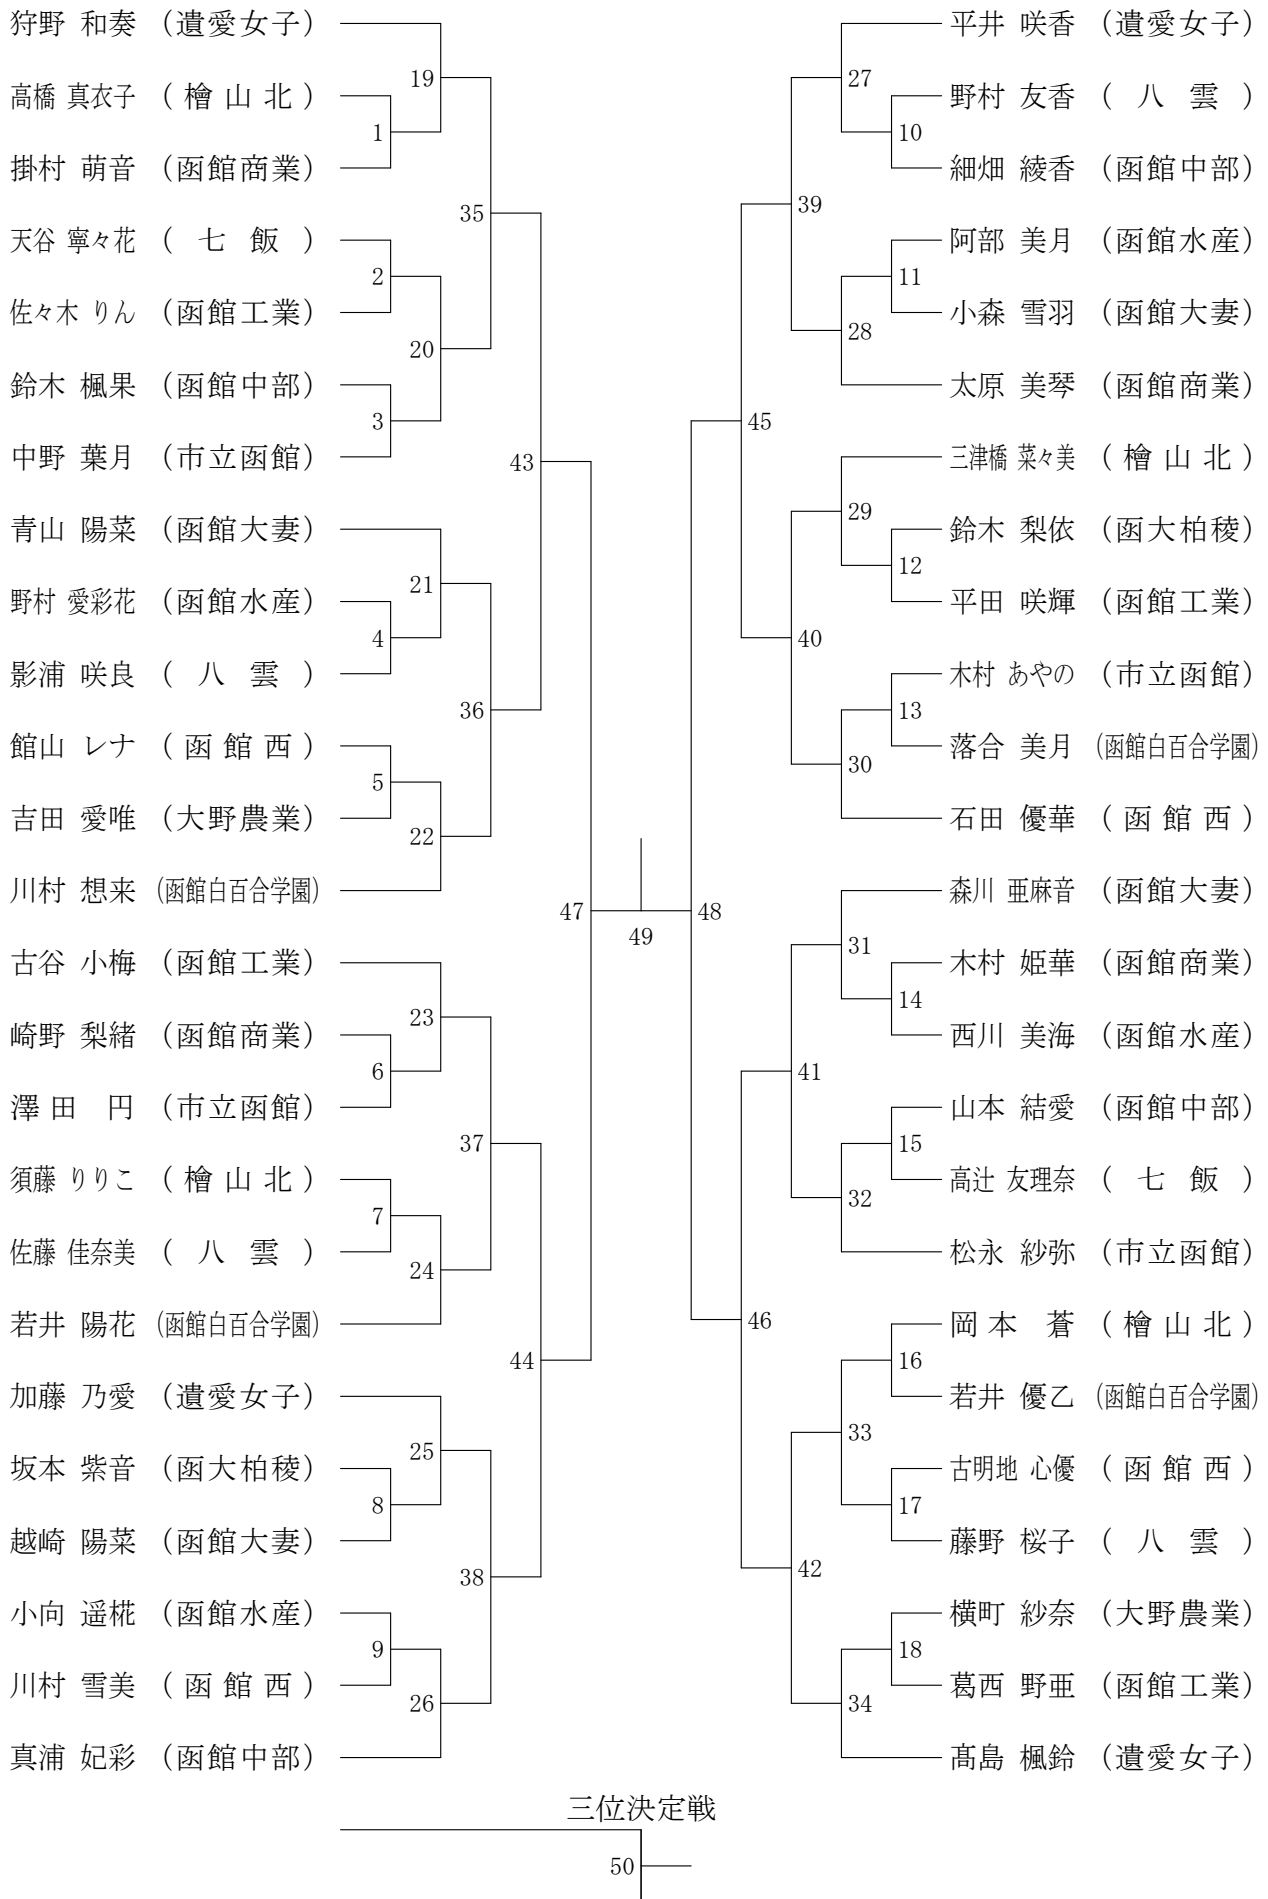 狩野 和奏 (遺愛女子)
高橋 真衣子 (檜山北)
掛村 萌音 (函館商業)
天谷 寧々花 (七飯)
佐々木 りん (函館工業)
鈴木 楓果 (函館中部)
中野 葉月 (市立函館)
青山 陽菜 (函館大妻)
野村 愛彩花 (函館水産)
影浦 咲良 (八雲)
館山 レナ (函館西)
吉田 愛唯 (大野農業)
川村 想来 (函館白百合学園)
古谷 小梅 (函館工業)
崎野 梨緒 (函館商業)
澤田 円 (市立函館)
須藤 りりこ (檜山北)
佐藤 佳奈美 (八雲)
若井 陽花 (函館白百合学園)
加藤 乃愛 (遺愛女子)
坂本 紫音 (函大柏稜)
越崎 陽菜 (函館大妻)
小向 遥椛 (函館水産)
川村 雪美 (函館西)
真浦 妃彩 (函館中部)
1
2
3
4
5
6
7
8
9
19
20
21
22
23
24
25
26
35
36
37
38
43
44
47
49
48
45
46
39
40
41
42
27
28
29
30
31
32
33
34
10
11
12
13
14
15
16
17
18
平井 咲香 (遺愛女子)
野村 友香 (八雲)
細畑 綾香 (函館中部)
阿部 美月 (函館水産)
小森 雪羽 (函館大妻)
太原 美琴 (函館商業)
三津橋 菜々美 (檜山北)
鈴木 梨依 (函大柏稜)
平田 咲輝 (函館工業)
木村 あやの (市立函館)
落合 美月 (函館白百合学園)
石田 優華 (函館西)
森川 亜麻音 (函館大妻)
木村 姫華 (函館商業)
西川 美海 (函館水産)
山本 結愛 (函館中部)
高辻 友理奈 (七飯)
松永 紗弥 (市立函館)
岡本 蒼 (檜山北)
若井 優乙 (函館白百合学園)
古明地 心優 (函館西)
藤野 桜子 (八雲)
横町 紗奈 (大野農業)
葛西 野亜 (函館工業)
髙島 楓鈴 (遺愛女子)
三位決定戦
50